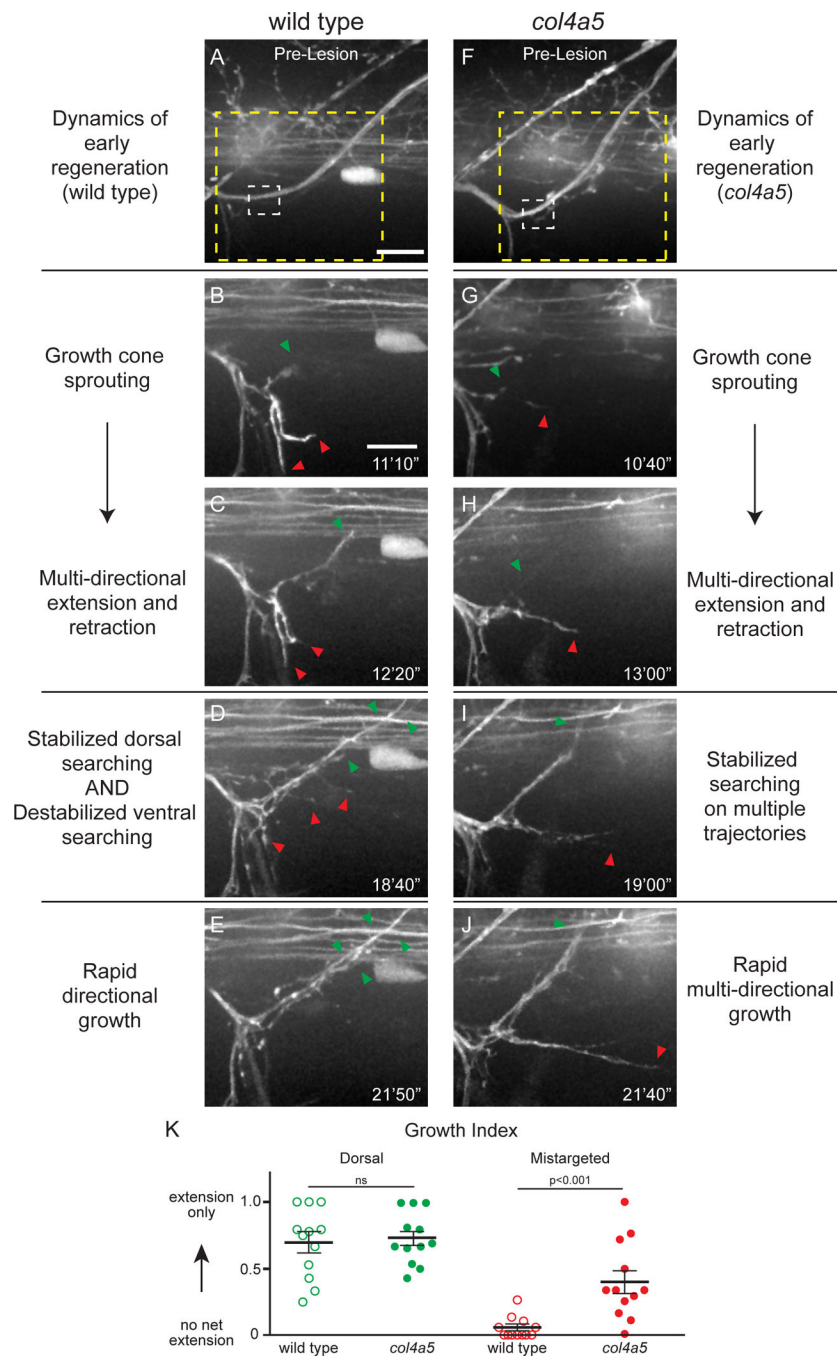 wild type
col4a5
A
Pre-Lesion
F
Pre-Lesion
Dynamics of
early
regeneration
(wild type)
Dynamics of
early
regeneration
(col4a5)
B
11’10”
G
10’40”
Growth cone
sprouting
Growth cone
sprouting
C
12’20”
H
13’00”
Multi-directional
extension and
retraction
Multi-directional
extension and
retraction
D
18’40”
I
19’00”
Stabilized dorsal
searching
AND
Destabilized ventral
searching
Stabilized
searching
on multiple
trajectories
E
21’50”
J
21’40”
Rapid
directional
growth
Rapid
multi-directional
growth
K
Growth Index
Dorsal
Mistargeted
ns
p<0.001
extension
only
no net
extension
1.0
0.5
0
wild type
col4a5
wild type
col4a5